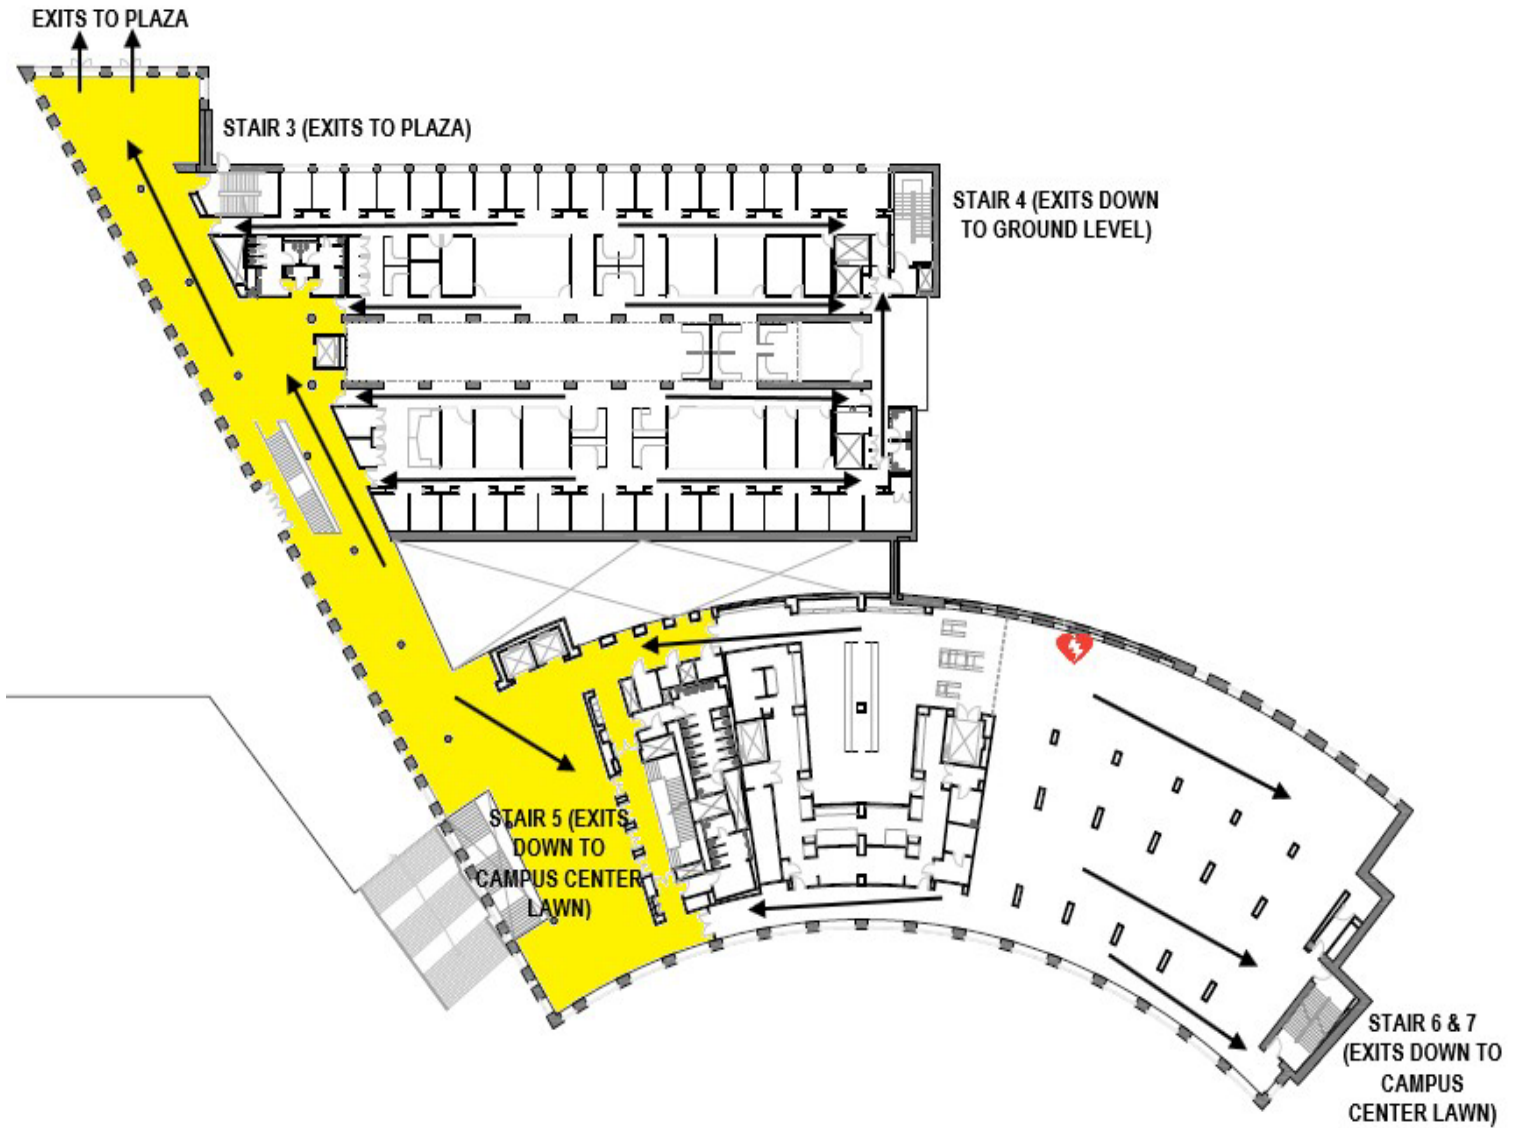 EXITS TO PLAZA
STAIR 3 (EXITS TO PLAZA)
STAIR 4 (EXITS DOWN
TO GROUND LEVEL)
STAIR 5 (EXITS
DOWN TO
CAMPUS CENTER
LAWN)
STAIR 6 & 7
(EXITS DOWN TO
CAMPUS
CENTER LAWN)